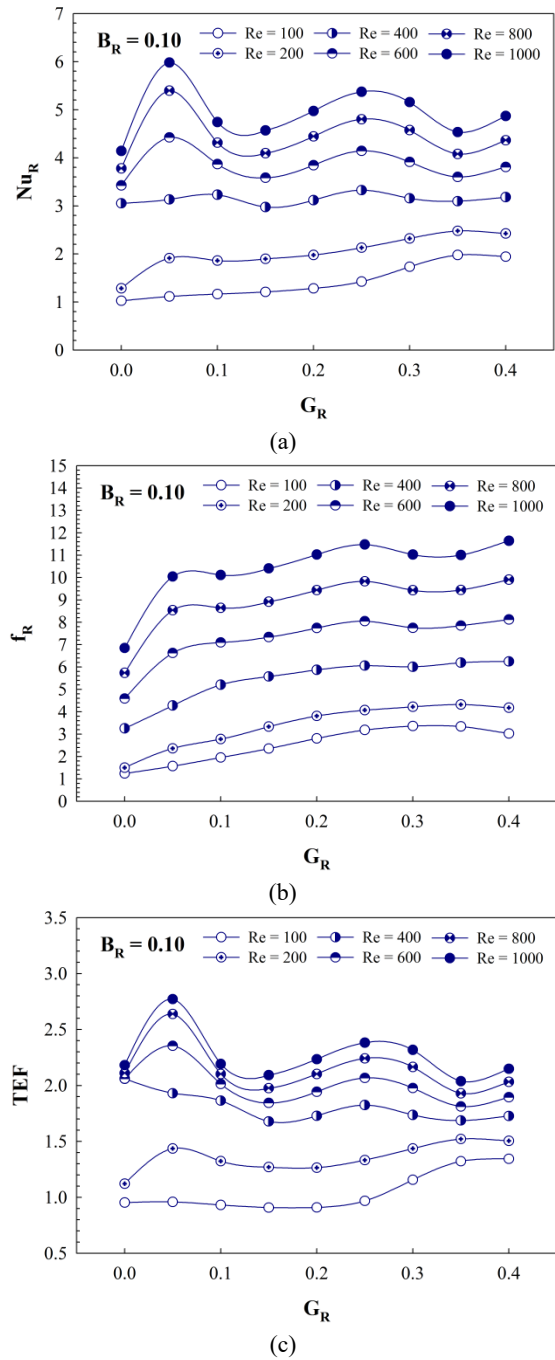 7
B_R = 0.10
Re = 100 Re = 400 Re = 800
Re = 200 Re = 600 Re = 1000
6
5
4
3
2
1
0
Nu_R
0.0 0.1 0.2 0.3 0.4
G_R
(a)
15
B_R = 0.10
Re = 100 Re = 400 Re = 800
Re = 200 Re = 600 Re = 1000
14
13
12
11
10
9
8
7
6
5
4
3
2
1
0
f_R
0.0 0.1 0.2 0.3 0.4
G_R
(b)
3.5
B_R = 0.10
Re = 100 Re = 400 Re = 800
Re = 200 Re = 600 Re = 1000
3.0
2.5
2.0
1.5
1.0
0.5
TEF
0.0 0.1 0.2 0.3 0.4
G_R
(c)